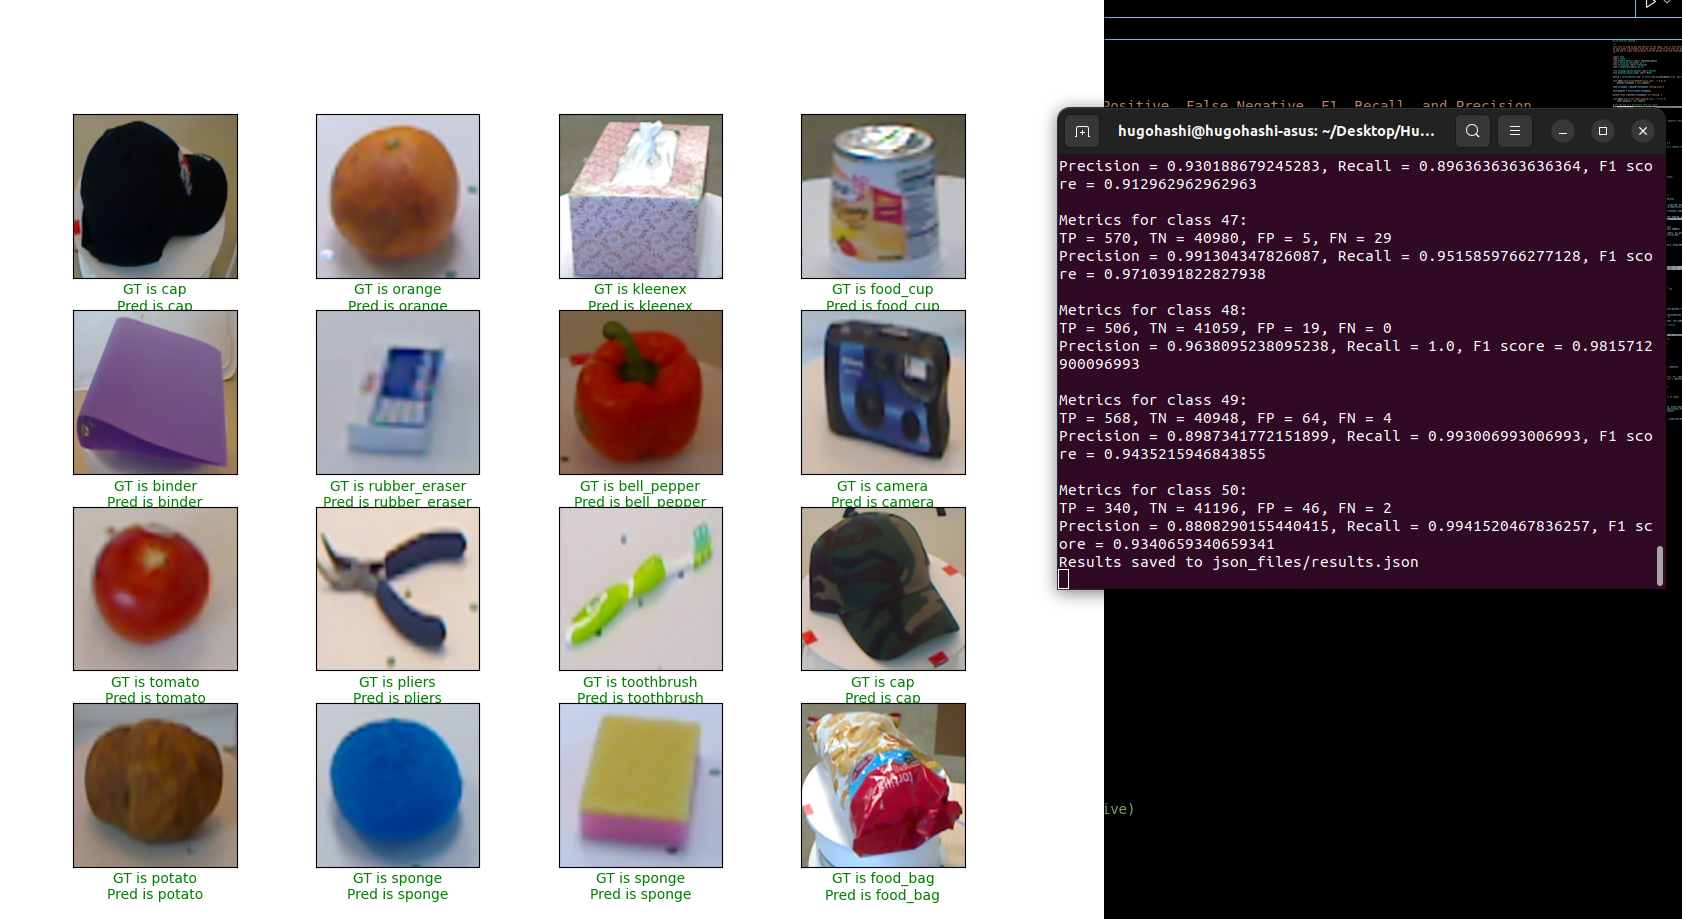 Positive, False Negative, F1, Recall, and Precision
hugohashi@hugohashi-asus: ~/Desktop/Hu...
Precision = 0.930188679245283, Recall = 0.8963636363636364, F1 sco
re = 0.912962962962963
Metrics for class 47:
TP = 570, TN = 40980, FP = 5, FN = 29
Precision = 0.991304347826087, Recall = 0.9515859766277128, F1 sco
re = 0.9710391822827938
Metrics for class 48:
TP = 506, TN = 41059, FP = 19, FN = 0
Precision = 0.9638095238095238, Recall = 1.0, F1 score = 0.9815712
900096993
Metrics for class 49:
TP = 568, TN = 40948, FP = 64, FN = 4
Precision = 0.8987341772151899, Recall = 0.993006993006993, F1 sco
re = 0.9435215946843855
Metrics for class 50:
TP = 340, TN = 41196, FP = 46, FN = 2
Precision = 0.8808290155440415, Recall = 0.9941520467836257, F1 sc
ore = 0.9340659340659341
Results saved to json_files/results.json
ive)
GT is cap
Pred is cap
GT is orange
Pred is orange
GT is kleenex
Pred is kleenex
GT is food_cup
Pred is food_cup
GT is binder
Pred is binder
GT is rubber_eraser
Pred is rubber_eraser
GT is bell_pepper
Pred is bell_pepper
GT is camera
Pred is camera
GT is tomato
Pred is tomato
GT is pliers
Pred is pliers
GT is toothbrush
Pred is toothbrush
GT is cap
Pred is cap
GT is potato
Pred is potato
GT is sponge
Pred is sponge
GT is sponge
Pred is sponge
GT is food_bag
Pred is food_bag